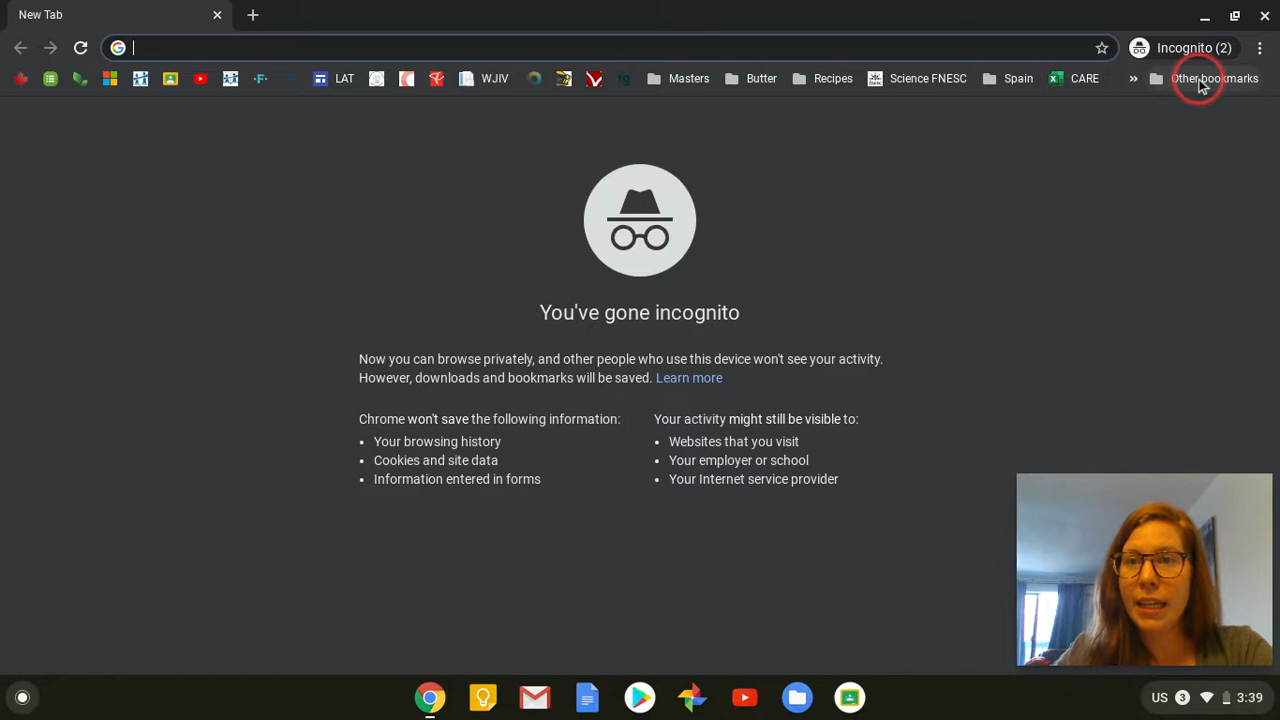 New Tab
Incognito (2)
LAT WJIV Masters Butter Recipes Science FNESC Spain CARE » Other bookmarks
You've gone incognito
Now you can browse privately, and other people who use this device won't see your activity.
However, downloads and bookmarks will be saved. Learn more
Chrome won't save the following information:
• Your browsing history
• Cookies and site data
• Information entered in forms
Your activity might still be visible to:
• Websites that you visit
• Your employer or school
• Your Internet service provider
US 3 3:39